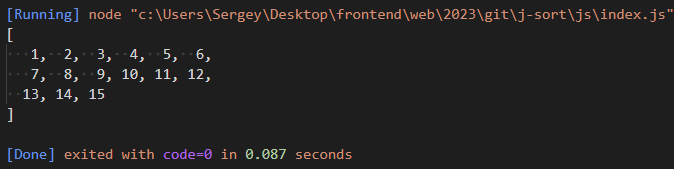 [Running] node "c:\Users\Sergey\Desktop\frontend\web\2023\git\j-sort\js\index.js"
[
   1,  2,  3,  4,  5,  6,
   7,  8,  9, 10, 11, 12,
  13, 14, 15
]

[Done] exited with code=0 in 0.087 seconds